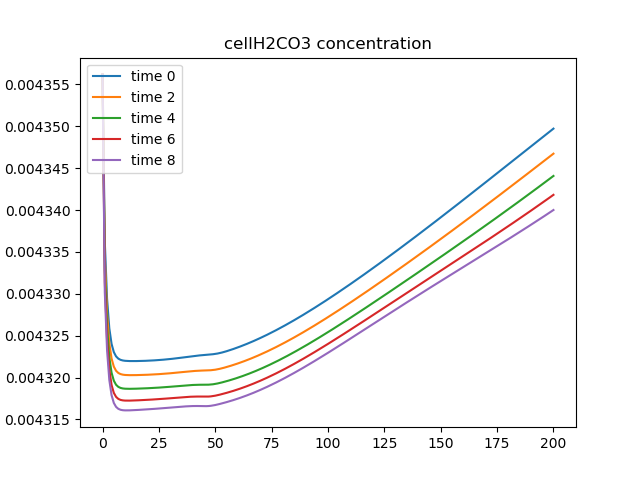 cellH2CO3 concentration
time 0
time 2
time 4
time 6
time 8
0.004355
0.004350
0.004345
0.004340
0.004335
0.004330
0.004325
0.004320
0.004315
0 25 50 75 100 125 150 175 200